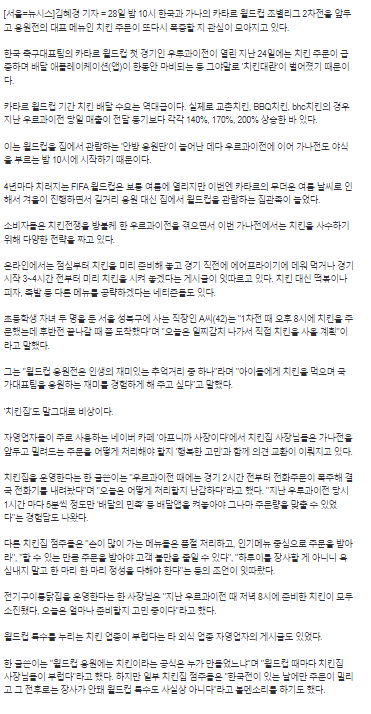 [서울=뉴시스]김혜경 기자 = 28일 밤 10시 한국과 가나의 카타르 월드컵 조별리그 2차전을 앞두
고 응원전의 대표 메뉴인 치킨 주문이 또다시 폭증할 지 관심이 모아지고 있다.
한국 축구대표팀의 카타르 월드컵 첫 경기인 우루과이전이 열린 지난 24일에는 치킨 주문이 급
증하며 배달 애플레이케이션(앱)이 한동안 마비되는 등 그야말로 '치킨대란'이 벌어졌기 때문이
다.
카타르 월드컵 기간 치킨 배달 수요는 역대급이다. 실제로 교촌치킨, BBQ치킨, bhc치킨의 경우
지난 우루과이전 당일 매출이 전달 동기보다 각각 140%, 170%, 200% 상승한 바 있다.
이는 월드컵을 집에서 관람하는 '안방 응원단'이 늘어난 데다 우루과이전에 이어 가나전도 야식
을 부르는 밤 10시에 시작하기 때문이다.
4년마다 치러지는 FIFA 월드컵은 보통 여름에 열리지만 이번엔 카타르의 무더운 여름 날씨로 인
해서 겨울이 진행하면서 길거리 응원 대신 집에서 월드컵을 관람하는 집관족이 늘었다.
소비자들은 치킨전쟁을 방불케 한 우루과이전을 겪으면서 이번 가나전에서는 치킨을 사수하기
위해 다양한 전략을 짜고 있다.
온라인에서는 점심부터 치킨을 미리 준비해 놓고 경기 직전에 에어프라이기에 데워 먹거나 경기
시작 3~4시간 전부터 미리 치킨을 시켜 놓겠다는 게시글이 잇따르고 있다. 치킨 대신 떡볶이나
피자, 족발 등 다른 메뉴를 공략하겠다는 네티즌들도 있다.
초등학생 자녀 두 명을 둔 서울 성북구에 사는 직장인 A씨(42)는 "1차전 때 오후 8시에 치킨을 주
문했는데 후반전 끝나갈 때 쯤 도착했다"며 "오늘은 일찌감치 나가서 직접 치킨을 사올 계획"이
라고 말했다.
그는 "월드컵 응원전은 인생의 재미있는 추억거리 중 하나"라며 "아이들에게 치킨을 먹으며 국
가대표팀을 응원하는 재미를 경험하게 해 주고 싶다"고 말했다.
'치킨집'도 말그대로 비상이다.
자영업자들이 주로 사용하는 네이버 카페 '아프니까 사장이다'에서 치킨집 사장님들은 가나전을
앞두고 밀려드는 주문을 어떻게 처리해야 할지 '행복한 고민'과 함께 의견 교환이 이뤄지고 있다.
치킨집을 운영한다는 한 글쓴이는 "우루과이전 때에는 경기 2시간 전부터 전화주문이 폭주해 결
국 전화기를 내려놨다"며 "오늘은 어떻게 처리할지 난감하다"라고 했다. "지난 우루과이전 당시
1시간 마다 5분씩 정도만 '배달의 민족' 등 배달앱을 켜놓아야 그나마 주문량을 맞출 수 있었
다"는 경험담도 나왔다.
다른 치킨집 점주들은 "손이 많이 가는 메뉴들은 품절 처리하고, 인기메뉴 중심으로 주문을 받아
라", "할 수 있는 만큼 주문을 받아야 고객 불만을 줄일 수 있다", "하루이틀 장사할 게 아니니 욕
심내지 말고 한 마리 한 마리 정성을 다해야 한다"는 등의 조언이 잇따랐다.
전기구이통닭집을 운영한다는 한 사장님은 "지난 우루과이전 때 저녁 8시에 준비한 치킨이 모두
소진됐다, 오늘은 얼마나 준비할지 고민 중이다"라고 했다.
월드컵 특수를 누리는 치킨 업종이 부럽다는 타 외식 업종 자영업자의 게시글도 있었다.
한 글쓴이는 "월드컵 응원에는 치킨이라는 공식은 누가 만들었느냐"며 "월드컵 때마다 치킨집
사장님들이 부럽다"라고 했다. 하지만 일부 치킨집 점주들은 "한국전이 있는 날에만 주문이 밀리
고 그 전후로는 장사가 안돼 월드컵 특수도 사실상 아니다"라고 볼멘소리를 하기도 했다.